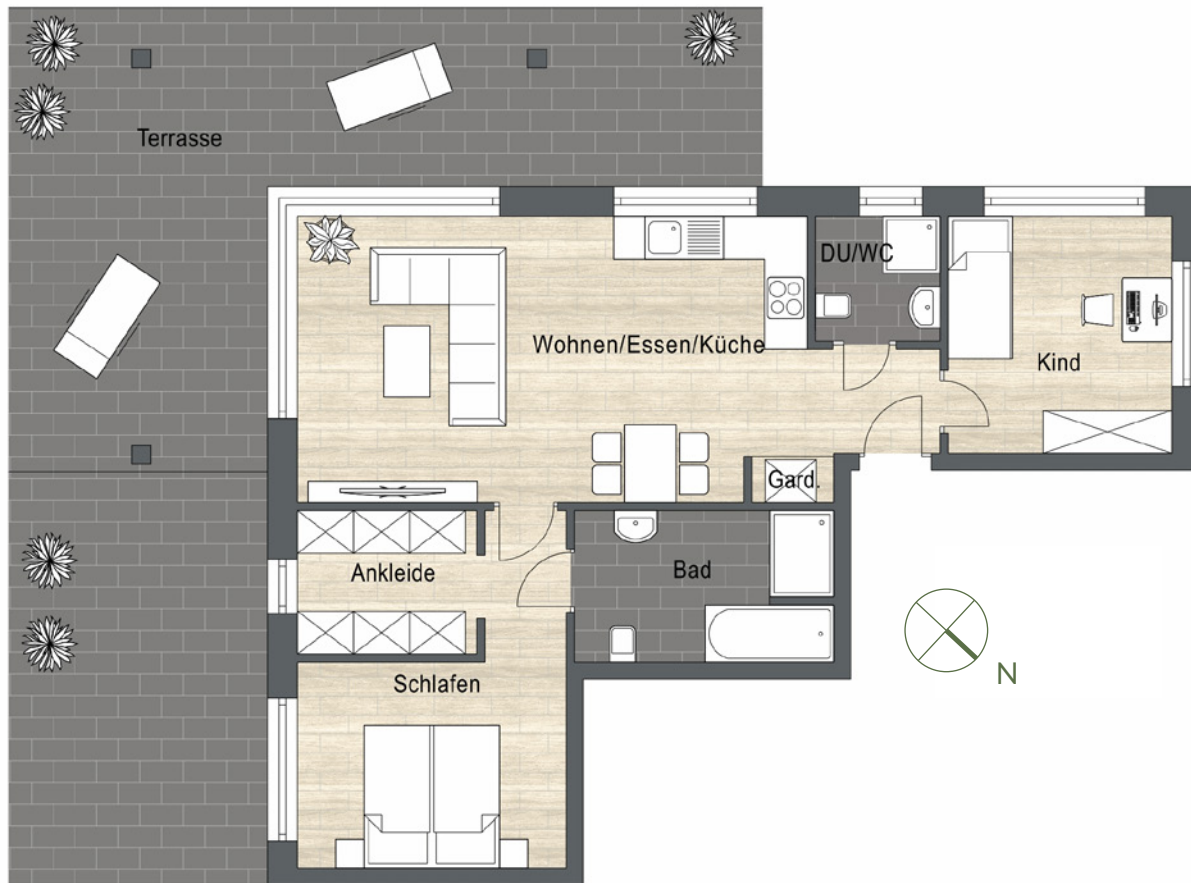 Terrasse
DU/WC
Wohnen/Essen/Küche
Kind
Gard.
Ankleide
Bad
Schlafen
N